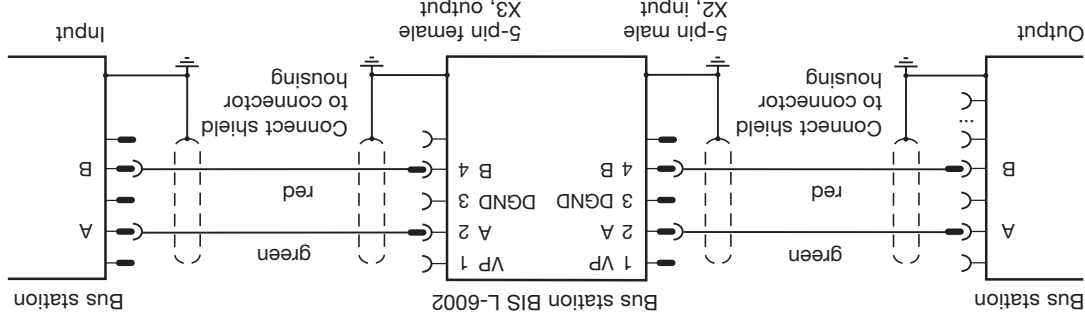 Bus station
Bus station BIS L-6002
Bus station
green
1 VP
VP 1
green
A
2 A
A 2
A
3 DGND
DGND 3
red
red
B
4 B
B 4
B
...
Connect shield
to connector
housing
Connect shield
to connector
housing
Output
5-pin male
X2, input
5-pin female
X3, output
Input